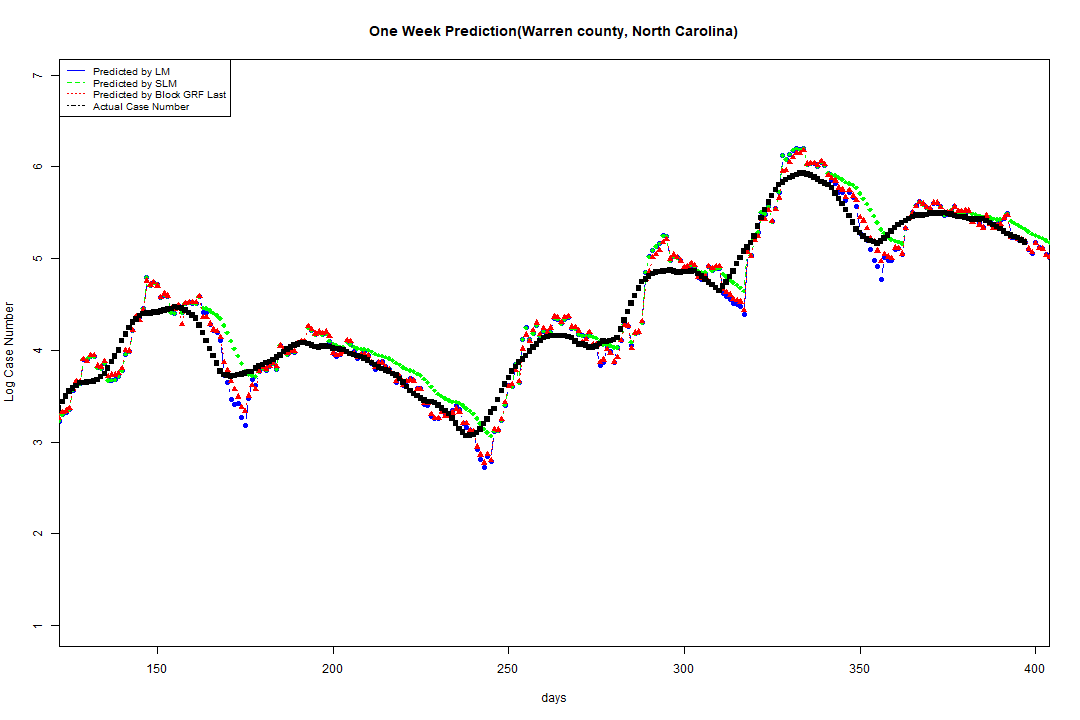 One Week Prediction(Warren county, North Carolina)
Predicted by LM
Predicted by SLM
Predicted by Block GRF Last
Actual Case Number
7
6
5
4
3
2
1
Log Case Number
150 200 250 300 350 400
days